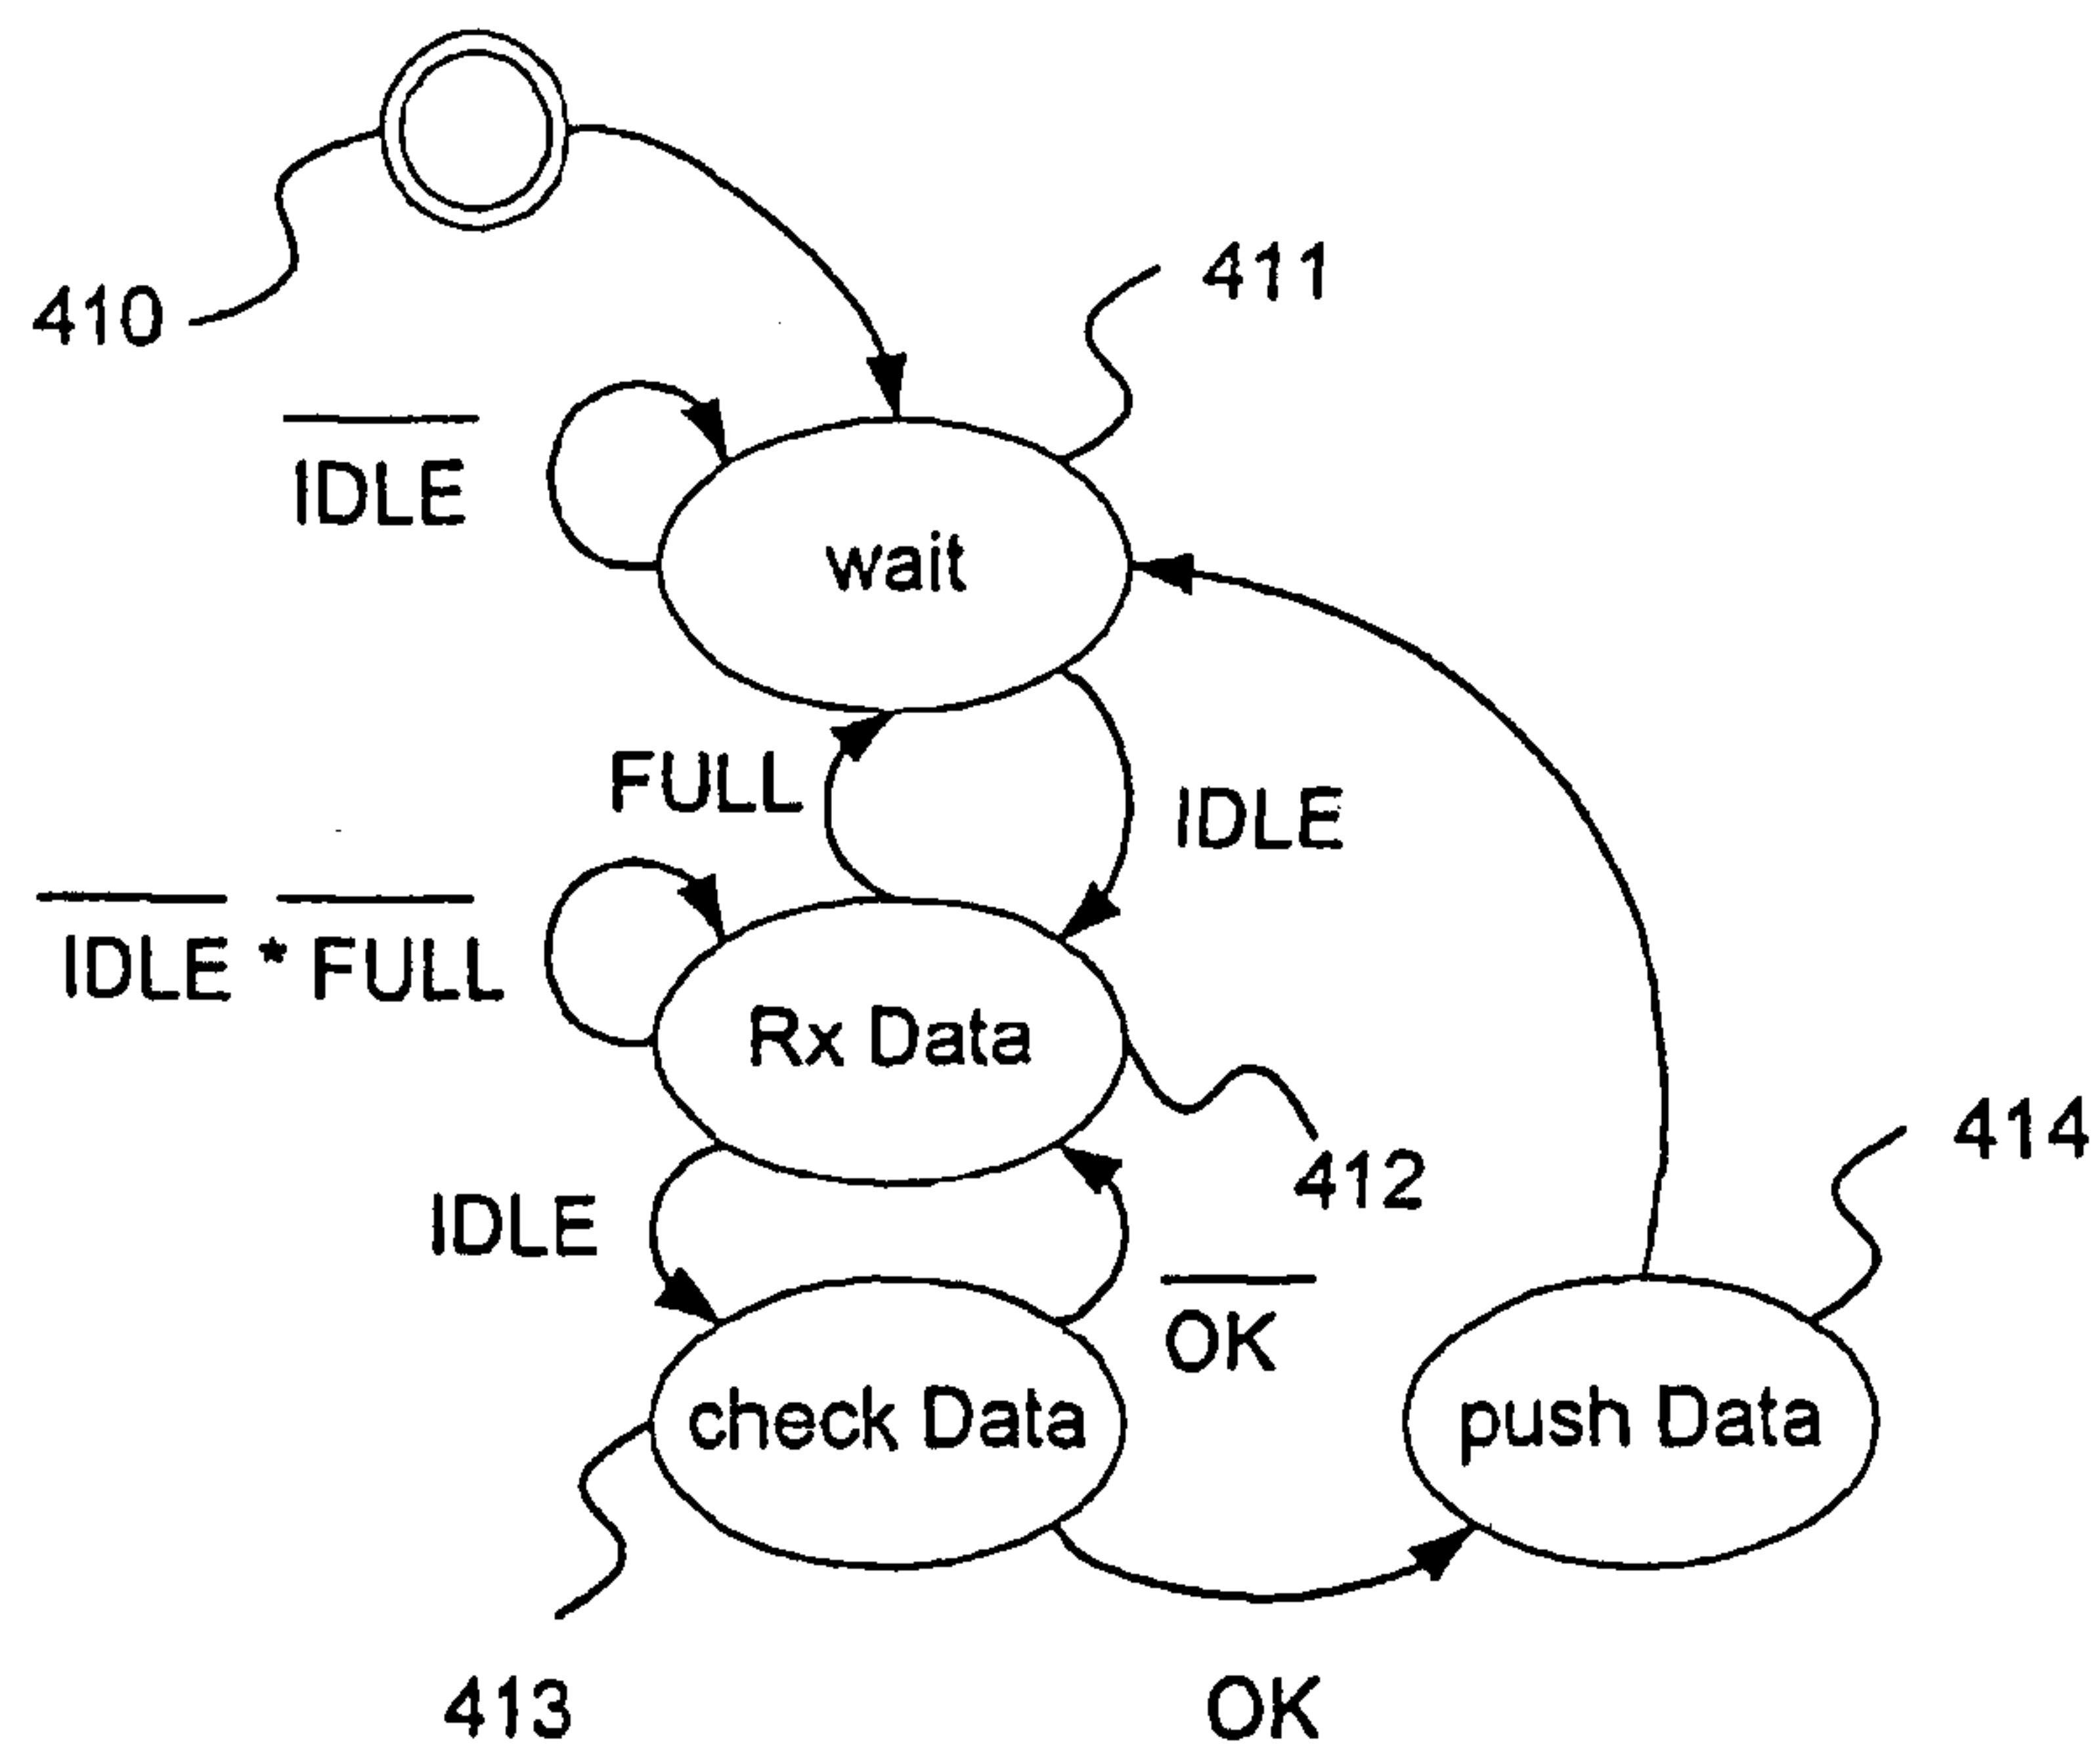 410
411
IDLE
wait
FULL
IDLE
IDLE * FULL
Rx Data
412
414
IDLE
OK
check Data
push Data
413
OK